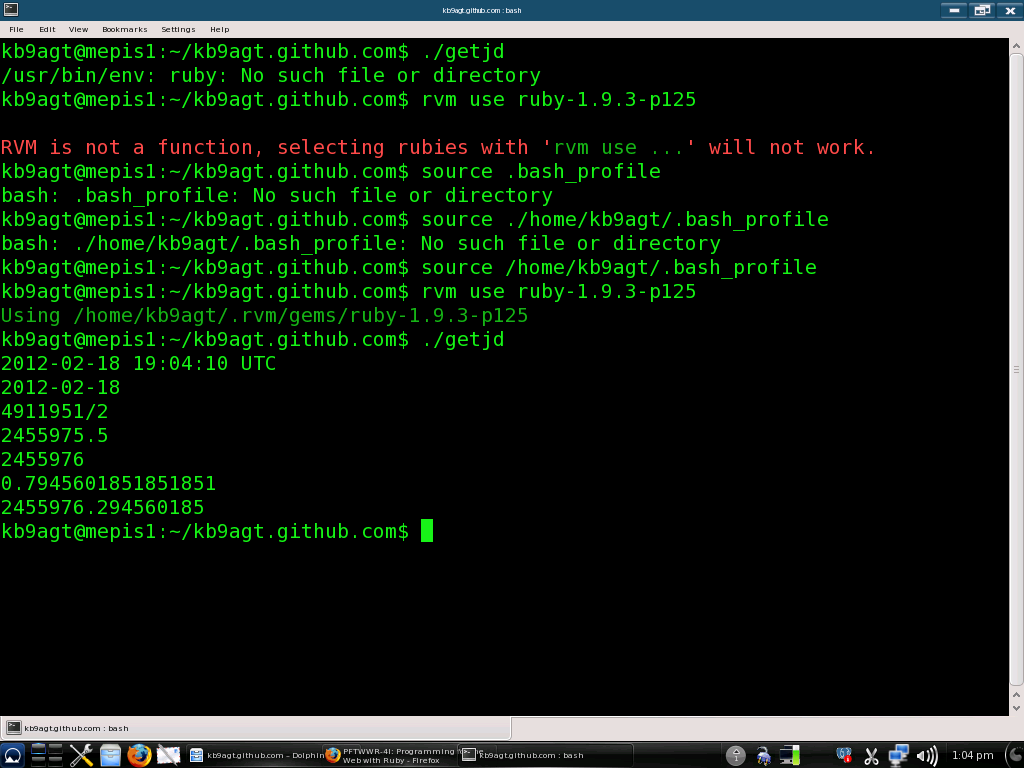 kb9agt.github.com : bash
File Edit View Bookmarks Settings Help
kb9agt@mepis1:~/kb9agt.github.com$ ./getjd
/usr/bin/env: ruby: No such file or directory
kb9agt@mepis1:~/kb9agt.github.com$ rvm use ruby-1.9.3-p125
RVM is not a function, selecting rubies with 'rvm use ...' will not work.
kb9agt@mepis1:~/kb9agt.github.com$ source .bash_profile
bash: .bash_profile: No such file or directory
kb9agt@mepis1:~/kb9agt.github.com$ source ./home/kb9agt/.bash_profile
bash: ./home/kb9agt/.bash_profile: No such file or directory
kb9agt@mepis1:~/kb9agt.github.com$ source /home/kb9agt/.bash_profile
kb9agt@mepis1:~/kb9agt.github.com$ rvm use ruby-1.9.3-p125
Using /home/kb9agt/.rvm/gems/ruby-1.9.3-p125
kb9agt@mepis1:~/kb9agt.github.com$ ./getjd
2012-02-18 19:04:10 UTC
2012-02-18
4911951/2
2455975.5
2455976
0.7945601851851851
2455976.294560185
kb9agt@mepis1:~/kb9agt.github.com$
kb9agt.github.com : bash
kb9agt.github.com – Dolphin
PFTWWR-4I: Programming
Web with Ruby - Firefox
kb9agt.github.com : bash
1:04 pm